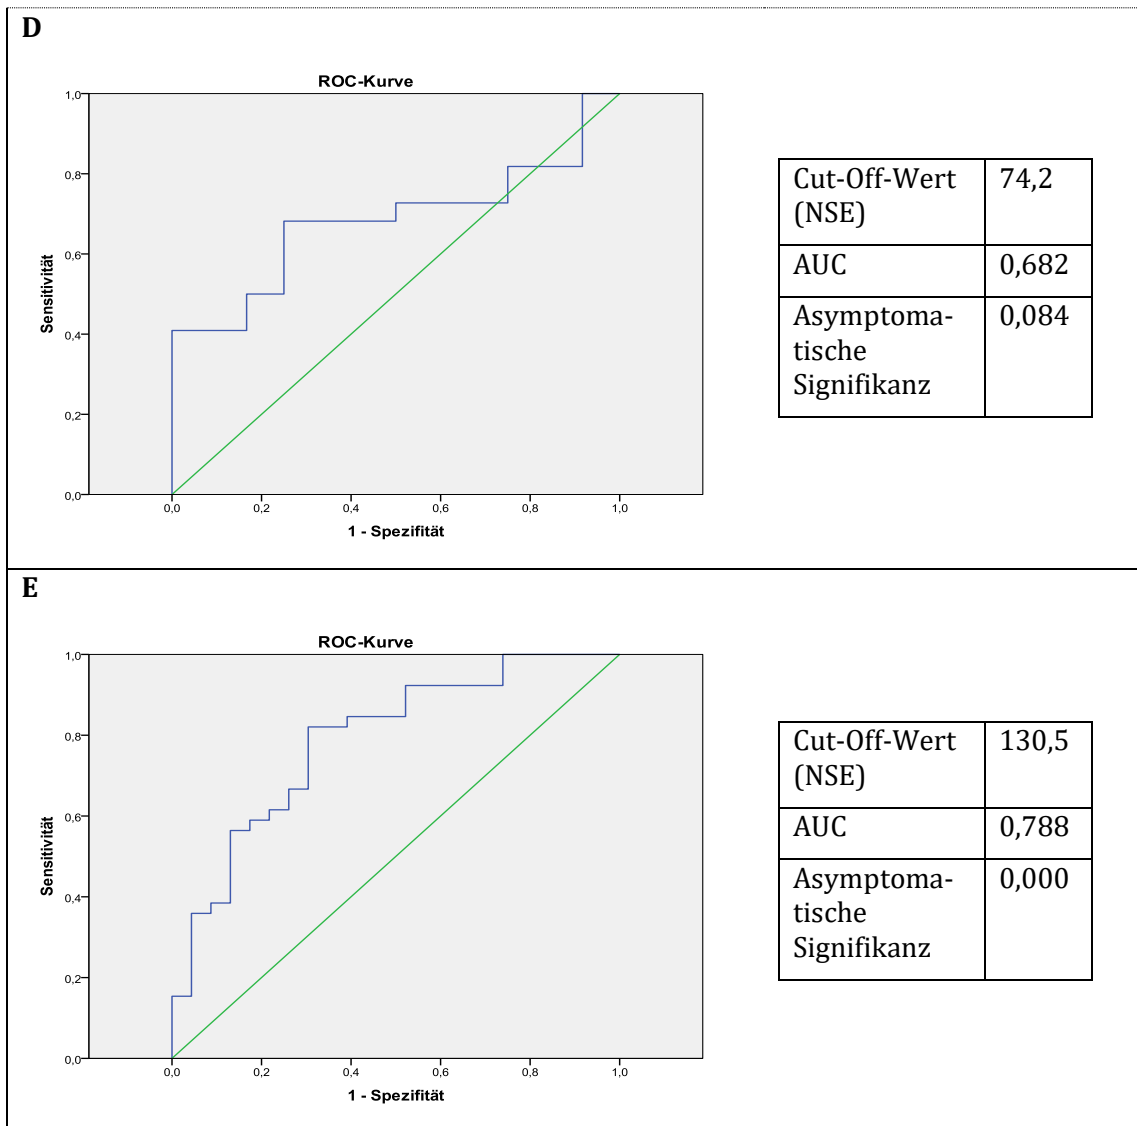 D
ROC-Kurve
1,0
0,8
0,6
0,4
0,2
0,0
Sensitivität
0,0 0,2 0,4 0,6 0,8 1,0
1 - Spezifität
Cut-Off-Wert 74,2
(NSE)
AUC 0,682
Asymptoma- 0,084
tische
Signifikanz
E
ROC-Kurve
1,0
0,8
0,6
0,4
0,2
0,0
Sensitivität
0,0 0,2 0,4 0,6 0,8 1,0
1 - Spezifität
Cut-Off-Wert 130,5
(NSE)
AUC 0,788
Asymptoma- 0,000
tische
Signifikanz